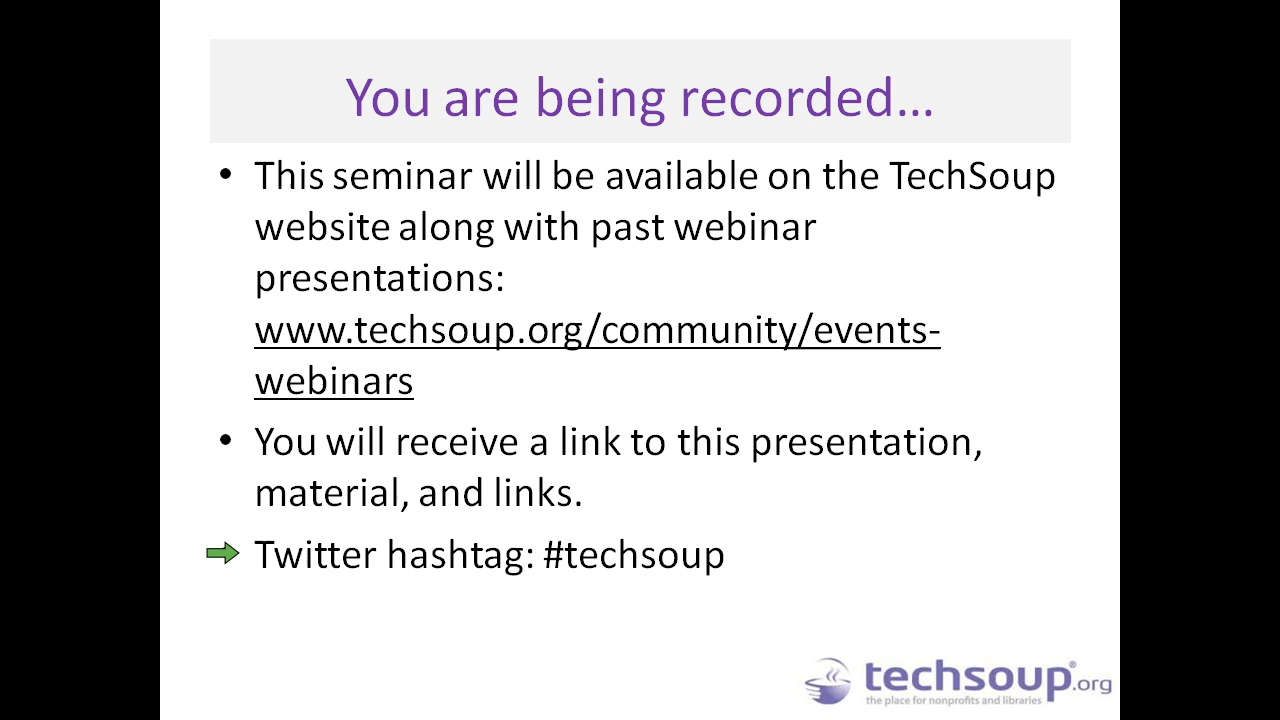 You are being recorded...
• This seminar will be available on the TechSoup
website along with past webinar
presentations:
www.techsoup.org/community/events-
webinars
• You will receive a link to this presentation,
material, and links.
Twitter hashtag: #techsoup
techsoup®.org
the place for nonprofits and libraries